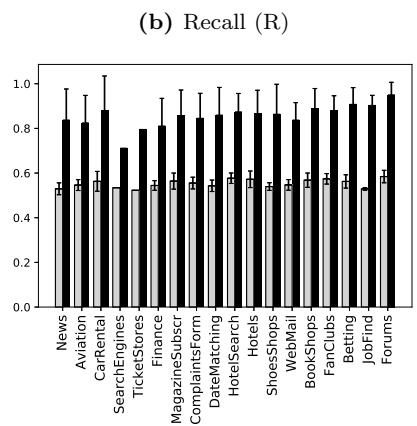 (b) Recall (R)
1.0
0.8
0.6
0.4
0.2
0.0
News
Aviation
CarRental
SearchEngines
TicketStores
Finance
MagazineSubscr
ComplaintsForm
DateMatching
HotelSearch
Hotels
ShoesShops
WebMail
BookShops
FanClubs
Betting
JobFind
Forums